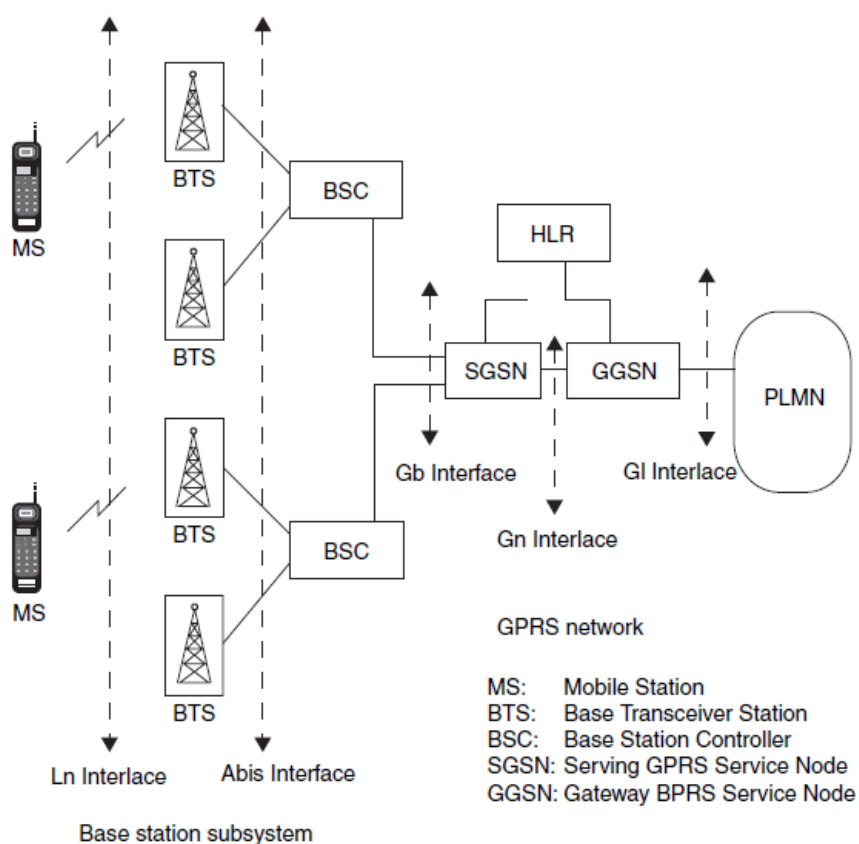 BTS
MS
BSC
BTS
HLR
SGSN
GGSN
PLMN
Gb Interface
GI Interlace
Gn Interlace
BTS
MS
BSC
BTS
GPRS network
MS: Mobile Station
BTS: Base Transceiver Station
BSC: Base Station Controller
SGSN: Serving GPRS Service Node
GGSN: Gateway BPRS Service Node
Ln Interlace
Abis Interface
Base station subsystem